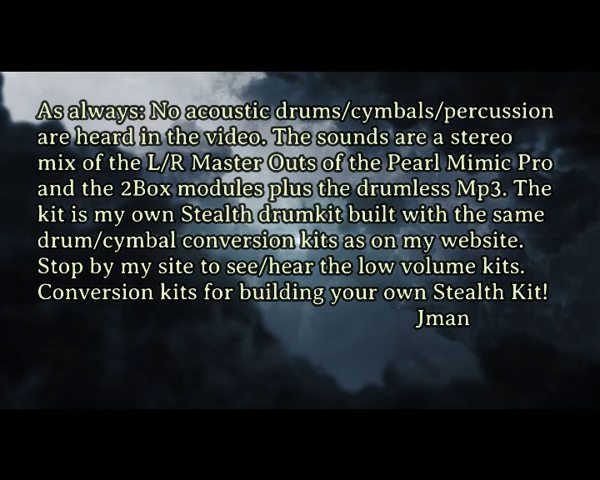 As always: No acoustic drums/cymbals/percussion
are heard in the video. The sounds are a stereo
mix of the L/R Master Outs of the Pearl Mimic Pro
and the 2Box modules plus the drumless Mp3. The
kit is my own Stealth drumkit built with the same
drum/cymbal conversion kits as on my website.
Stop by my site to see/hear the low volume kits.
Conversion kits for building your own Stealth Kit!
Jman